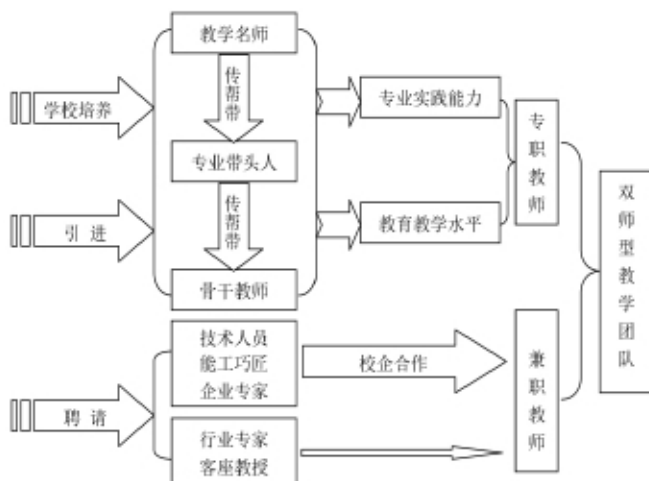 教学名师
传帮带
学校培养
专业实践能力
专业带头人
专职教师
传帮带
引进
教育教学水平
骨干教师
双师型教学团队
技术人员
能工巧匠
企业专家
校企合作
聘请
兼职教师
行业专家
客座教授